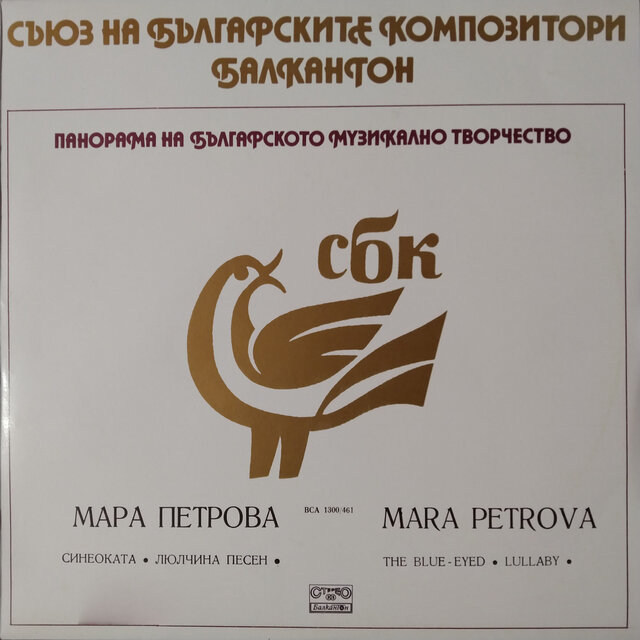 СЪЮЗ НА БЪЛГАРСКИТЕ КОМПОЗИТОРИ
БАЛКАНТОН
ПАНОРАМА НА БЪЛГАРСКОТО МУЗИКАЛНО ТВОРЧЕСТВО
сбк
МАРА ПЕТРОВА
ВСА 1300/461
MARA PETROVA
СИНЕОКАТА • ЛЮЛЧИНА ПЕСЕН •
THE BLUE-EYED • LULLABY •
СТЕРЕО
Балкантон